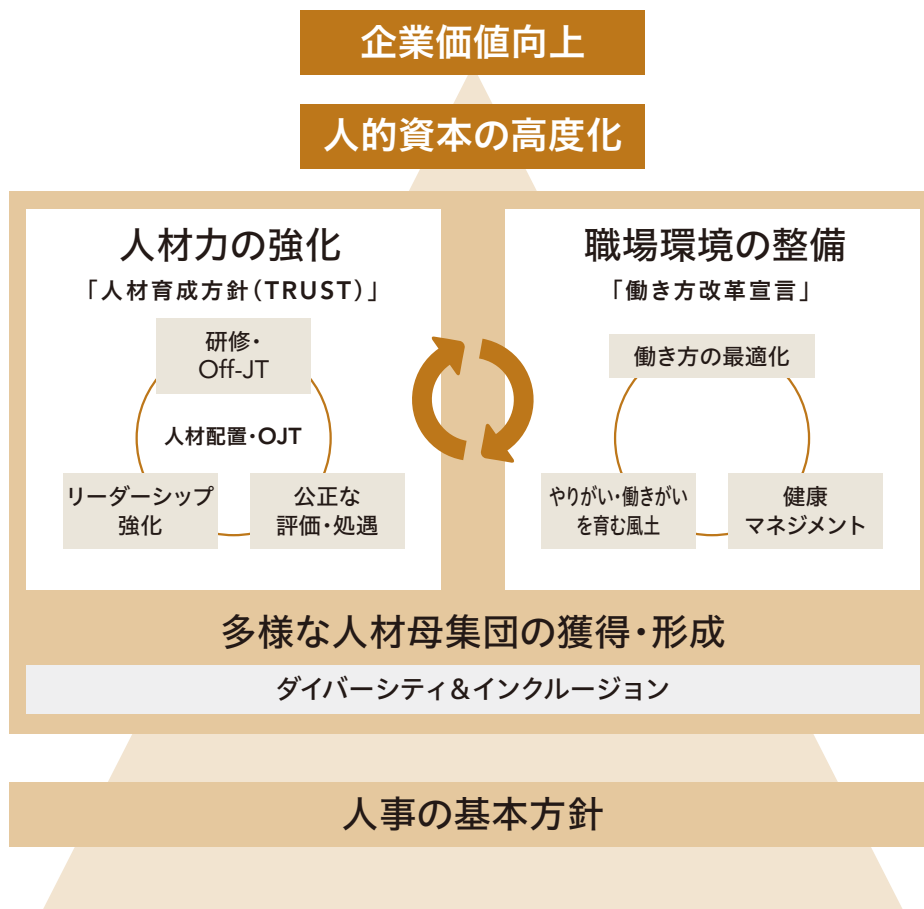 企業価値向上
人的資本の高度化
人材力の強化
「人材育成方針(TRUST)」
研修・
Off-JT
人材配置・OJT
リーダーシップ
強化
公正な
評価・処遇
職場環境の整備
「働き方改革宣言」
働き方の最適化
やりがい・働きがい
を育む風土
健康
マネジメント
多様な人材母集団の獲得・形成
ダイバーシティ&インクルージョン
人事の基本方針